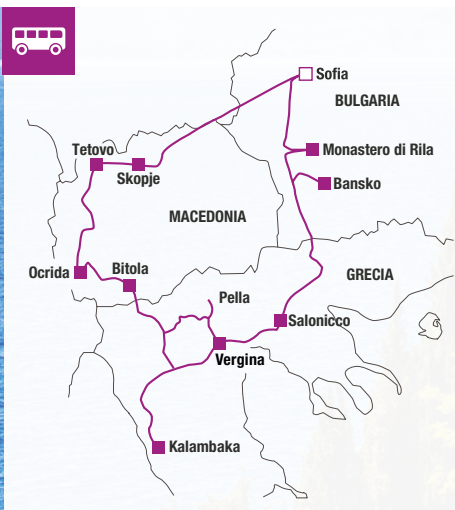 Sofia
BULGARIA
Tetovo
Monastero di Rila
Skopje
Bansko
MACEDONIA
Ocrida
Bitola
GRECIA
Pella
Salonicco
Vergina
Kalambaka